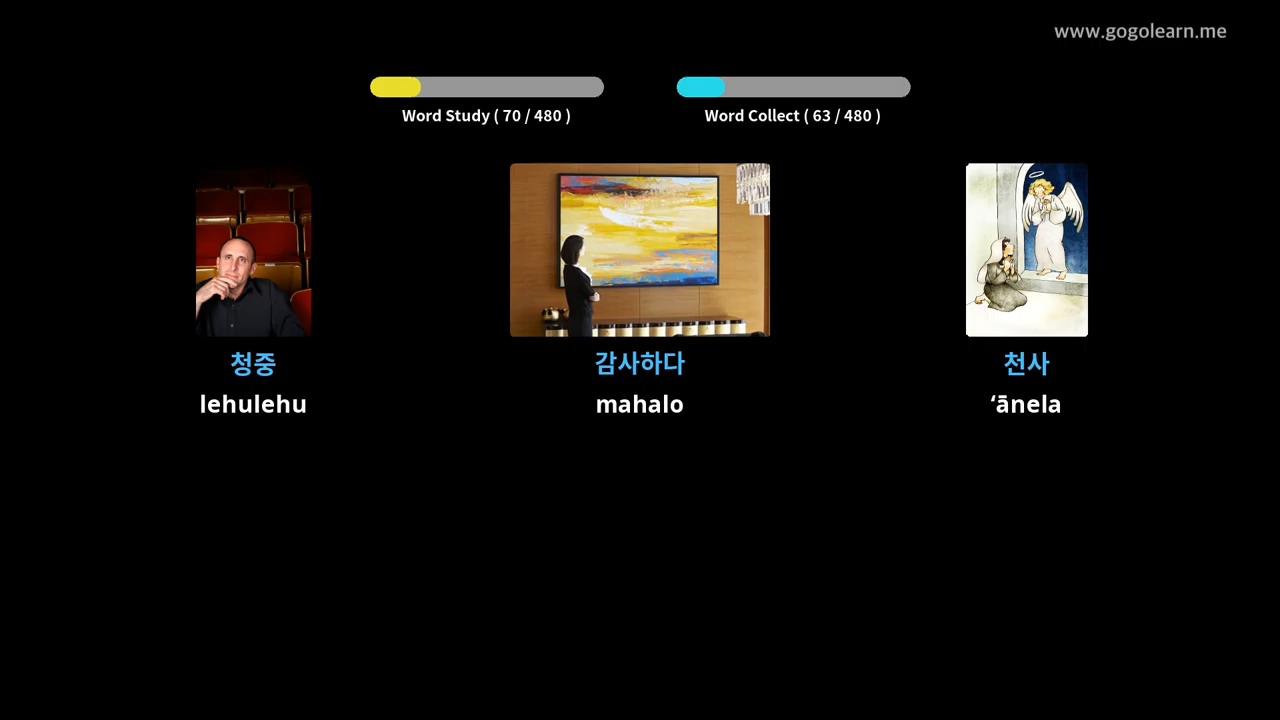 www.gogolearn.me
Word Study ( 70 / 480 )
Word Collect ( 63 / 480 )
청중
감사하다
천사
lehulehu
mahalo
ʻānela